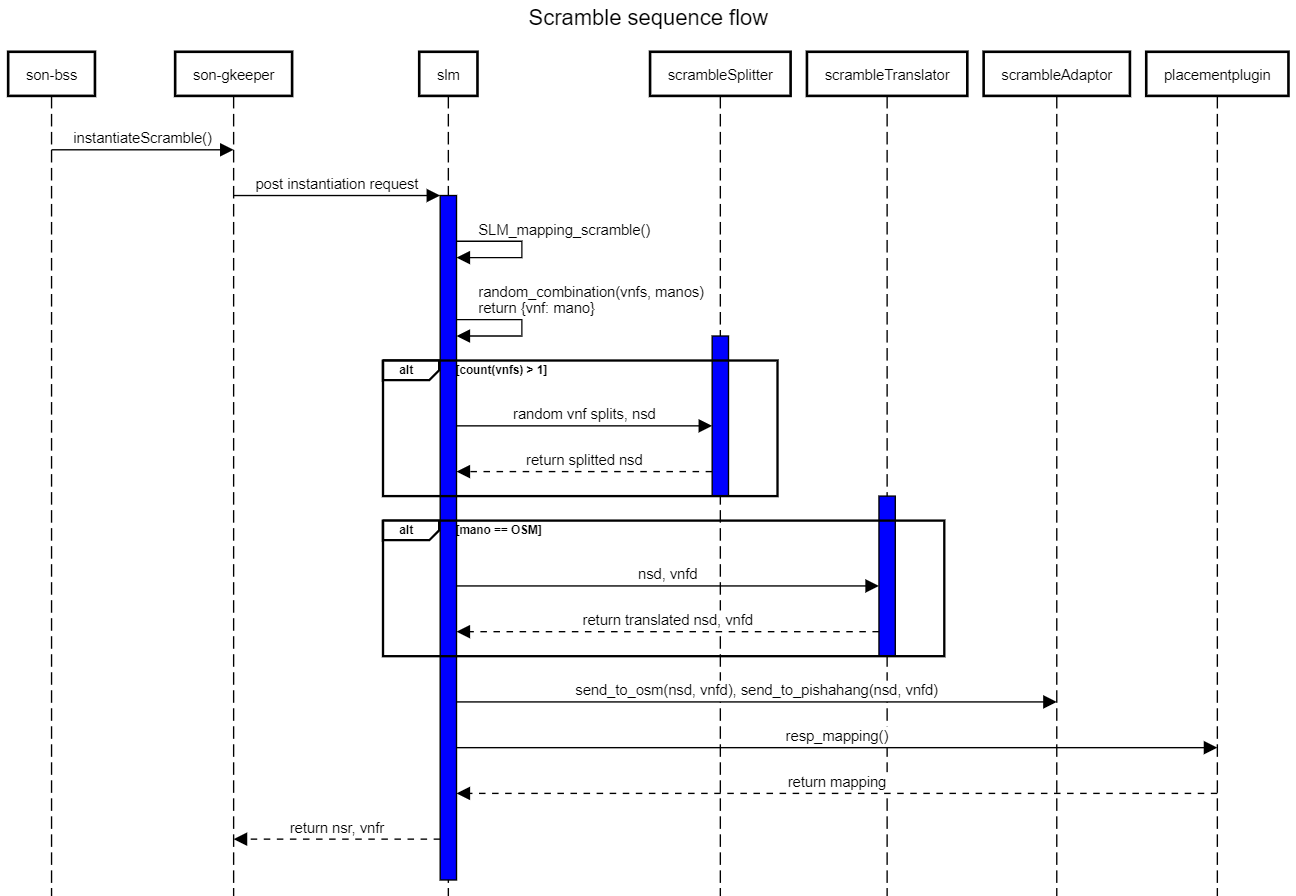 Scramble sequence flow
son-bss
son-gkeeper
slm
scrambleSplitter
scrambleTranslator
scrambleAdaptor
placementplugin
instantiateScramble()
post instantiation request
SLM_mapping_scramble()
random_combination(vnfs, manos)
return {vnf: mano}
alt
[count(vnfs) > 1]
random vnf splits, nsd
return splitted nsd
alt
[mano == OSM]
nsd, vnfd
return translated nsd, vnfd
send_to_osm(nsd, vnfd), send_to_pishahang(nsd, vnfd)
resp_mapping()
return mapping
return nsr, vnfr